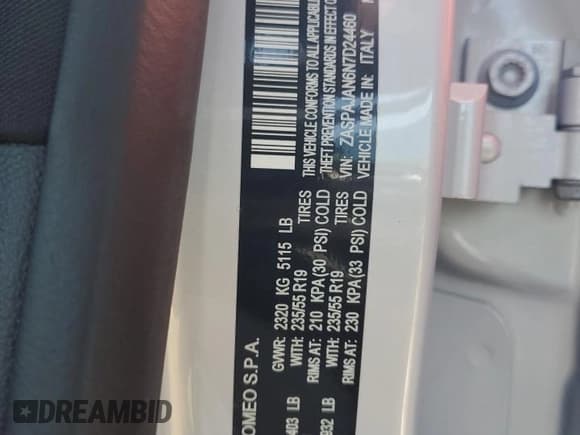 THIS VEHICLE CONFORMS TO ALL APPLICABLE
THEFT PREVENTION STANDARDS IN EFFECT
VIN: ZASPAJAN6N7D24460
VEHICLE MADE IN: ITALY
OMEO S.P.A.
GVWR: 2320 KG 5115 LB
403 LB WITH: 235/55 R19 TIRES
RIMS AT: 210 KPA(30 PSI) COLD
932 LB WITH: 235/55 R19 TIRES
RIMS AT: 230 KPA(33 PSI) COLD
DREAMBID